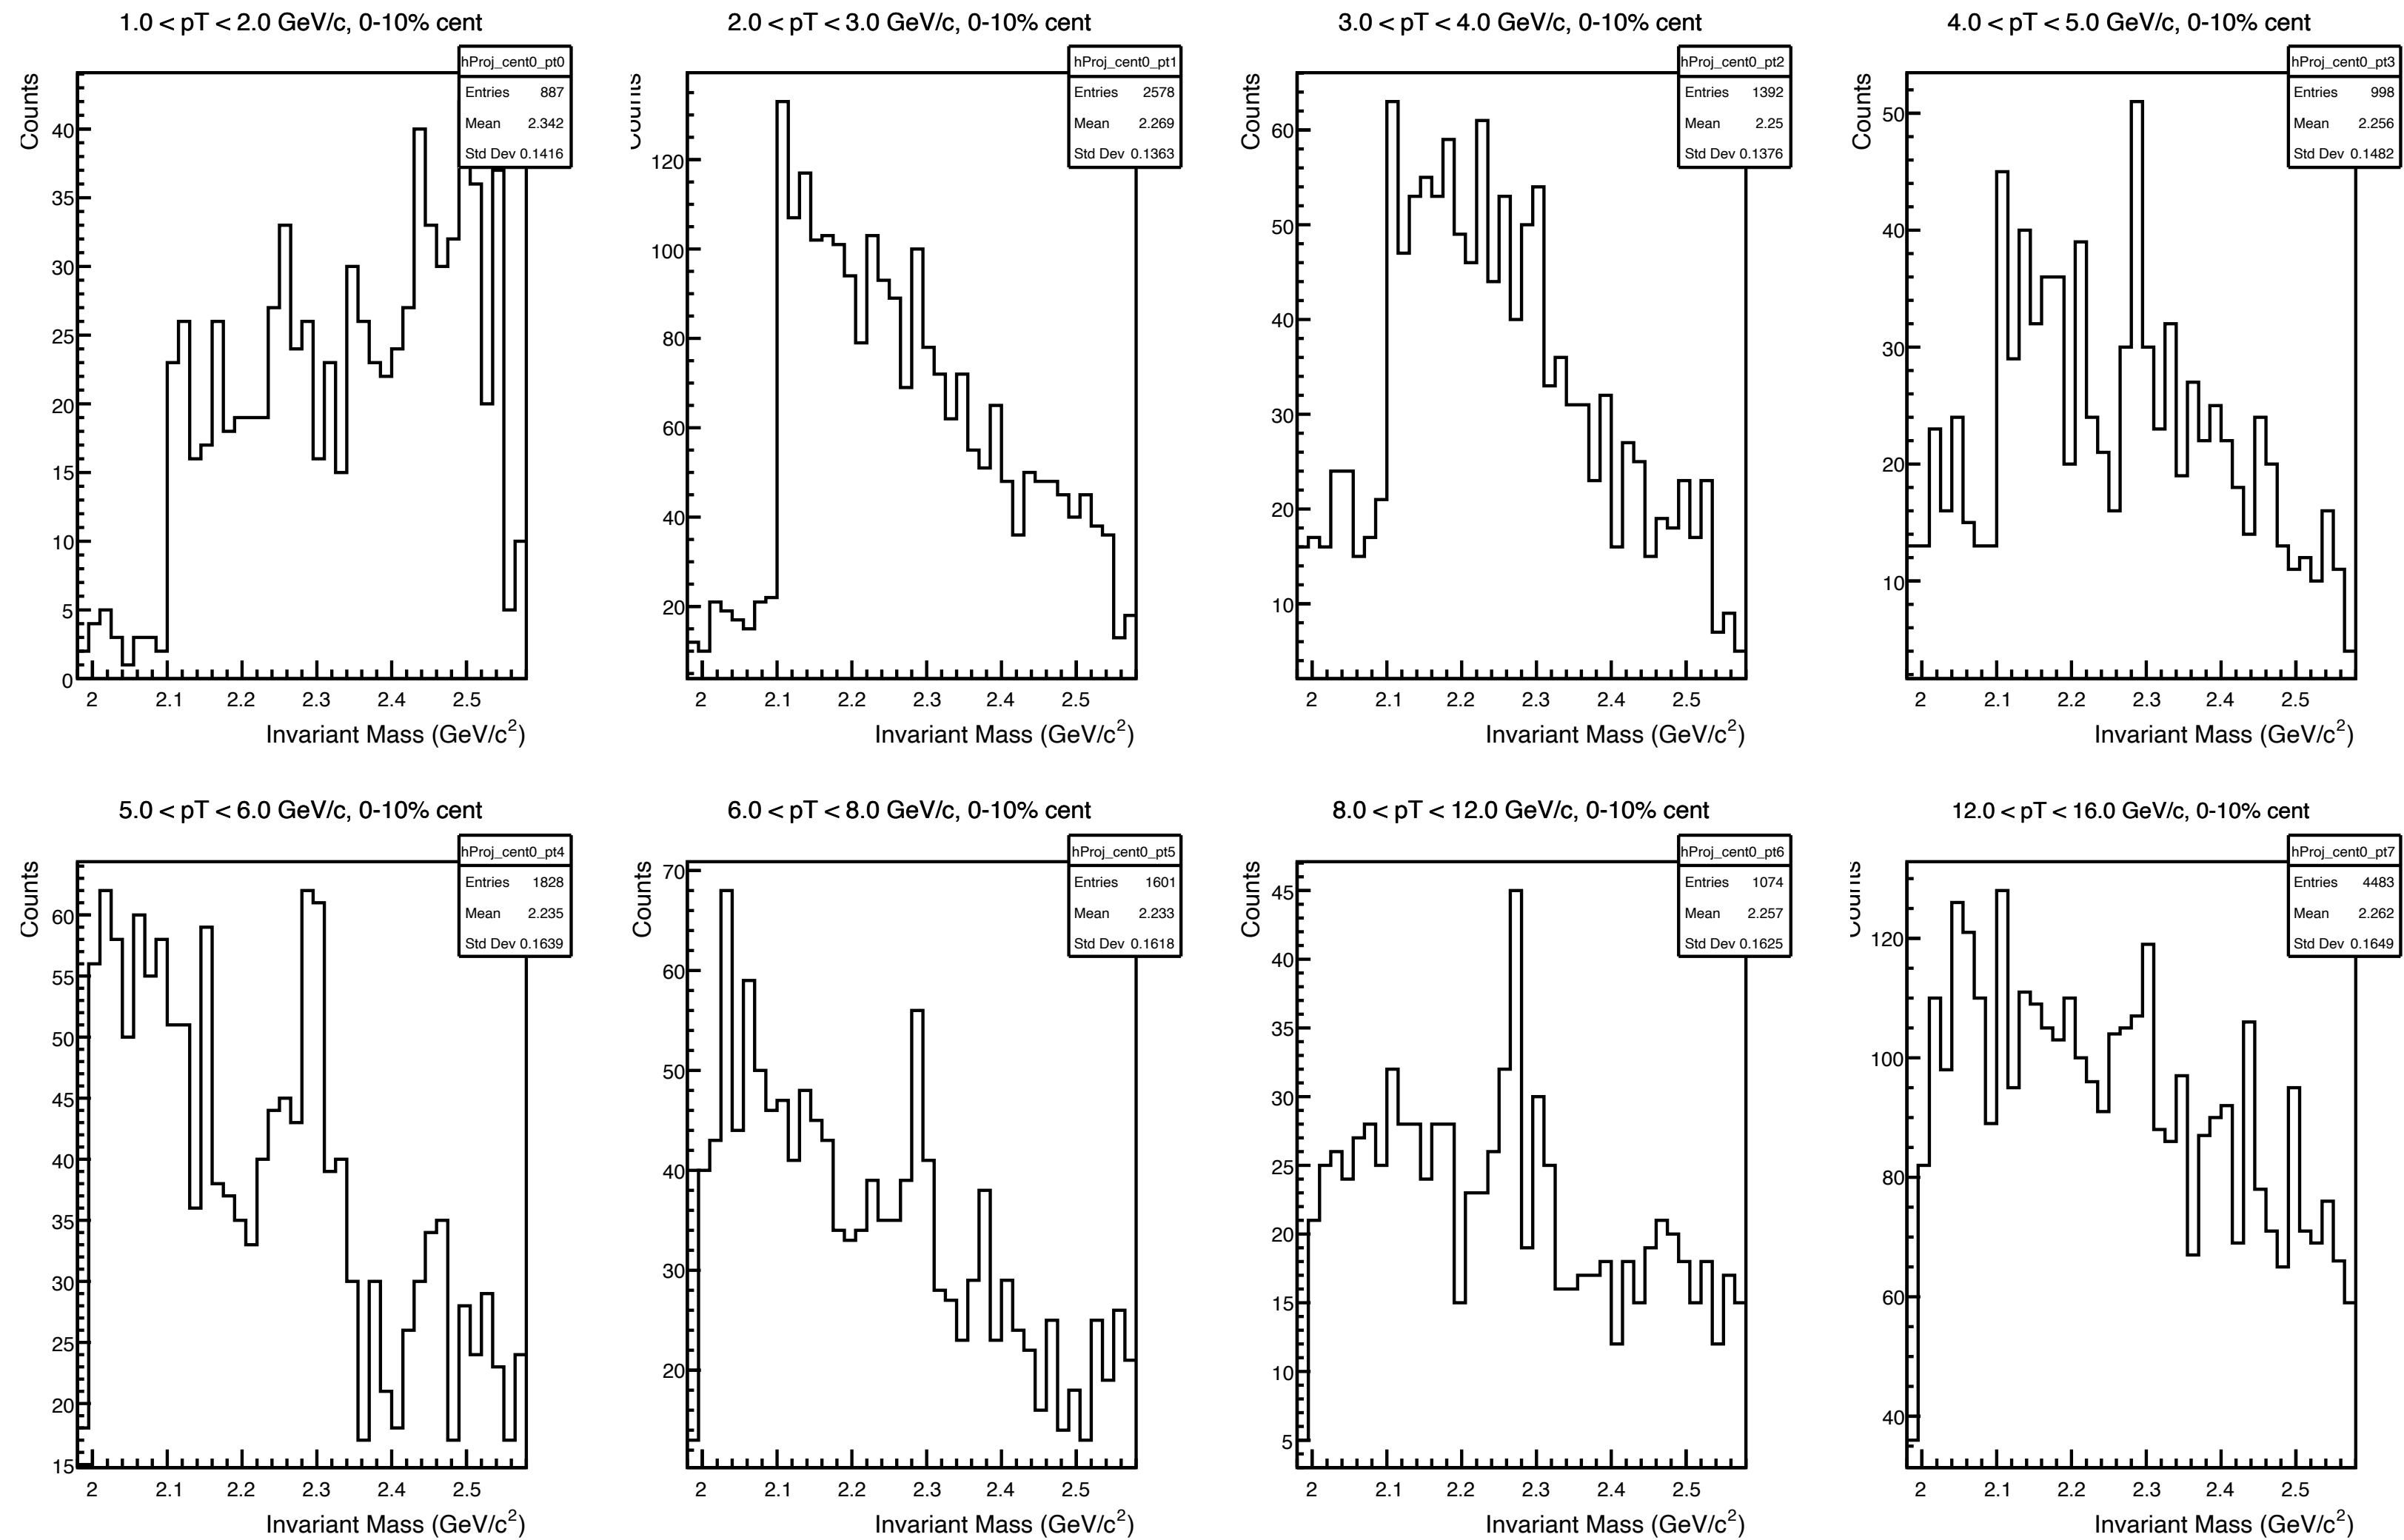 1.0 < pT < 2.0 GeV/c, 0-10% cent
hProj_cent0_pt0
Entries 887
Mean 2.342
Std Dev 0.1416
Counts
40
35
30
25
20
15
10
5
0
2 2.1 2.2 2.3 2.4 2.5
Invariant Mass (GeV/c2)
2.0 < pT < 3.0 GeV/c, 0-10% cent
hProj_cent0_pt1
Entries 2578
Mean 2.269
Std Dev 0.1363
Counts
120
100
80
60
40
20
2 2.1 2.2 2.3 2.4 2.5
Invariant Mass (GeV/c2)
3.0 < pT < 4.0 GeV/c, 0-10% cent
hProj_cent0_pt2
Entries 1392
Mean 2.25
Std Dev 0.1376
Counts
60
50
40
30
20
10
2 2.1 2.2 2.3 2.4 2.5
Invariant Mass (GeV/c2)
4.0 < pT < 5.0 GeV/c, 0-10% cent
hProj_cent0_pt3
Entries 998
Mean 2.256
Std Dev 0.1482
Counts
50
40
30
20
10
2 2.1 2.2 2.3 2.4 2.5
Invariant Mass (GeV/c2)
5.0 < pT < 6.0 GeV/c, 0-10% cent
hProj_cent0_pt4
Entries 1828
Mean 2.235
Std Dev 0.1639
Counts
60
55
50
45
40
35
30
25
20
15
2 2.1 2.2 2.3 2.4 2.5
Invariant Mass (GeV/c2)
6.0 < pT < 8.0 GeV/c, 0-10% cent
hProj_cent0_pt5
Entries 1601
Mean 2.233
Std Dev 0.1618
Counts
70
60
50
40
30
20
2 2.1 2.2 2.3 2.4 2.5
Invariant Mass (GeV/c2)
8.0 < pT < 12.0 GeV/c, 0-10% cent
hProj_cent0_pt6
Entries 1074
Mean 2.257
Std Dev 0.1625
Counts
45
40
35
30
25
20
15
10
5
2 2.1 2.2 2.3 2.4 2.5
Invariant Mass (GeV/c2)
12.0 < pT < 16.0 GeV/c, 0-10% cent
hProj_cent0_pt7
Entries 4483
Mean 2.262
Std Dev 0.1649
Counts
120
100
80
60
40
2 2.1 2.2 2.3 2.4 2.5
Invariant Mass (GeV/c2)